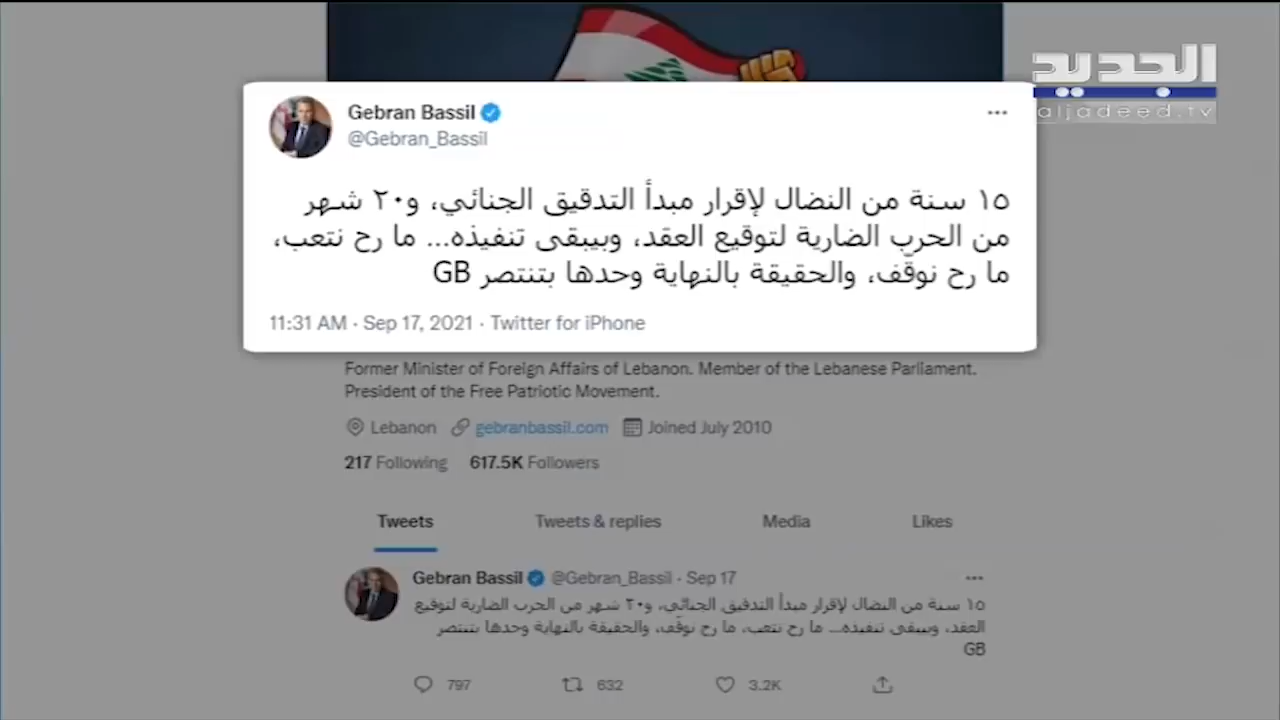 الجديد
aljadeed.tv
Gebran Bassil
@Gebran_Bassil
١٥ سنة من النضال لإقرار مبدأ التدقيق الجنائي، و٢٠ شهر
من الحرب الضارية لتوقيع العقد، وبيبقى تنفيذه... ما رح نتعب،
ما رح نوقّف، والحقيقة بالنهاية وحدها بتنتصر GB
11:31 AM · Sep 17, 2021 · Twitter for iPhone
Former Minister of Foreign Affairs of Lebanon. Member of the Lebanese Parliament.
President of the Free Patriotic Movement.
Lebanon gebranbassil.com Joined July 2010
217 Following 617.5K Followers
Tweets Tweets & replies Media Likes
Gebran Bassil @Gebran_Bassil · Sep 17
١٥ سنة من النضال لإقرار مبدأ التدقيق الجنائي، و٢٠ شهر من الحرب الضارية لتوقيع
العقد، وبيبقى تنفيذه... ما رح نتعب، ما رح نوقّف، والحقيقة بالنهاية وحدها بتنتصر
GB
797 632 3.2K